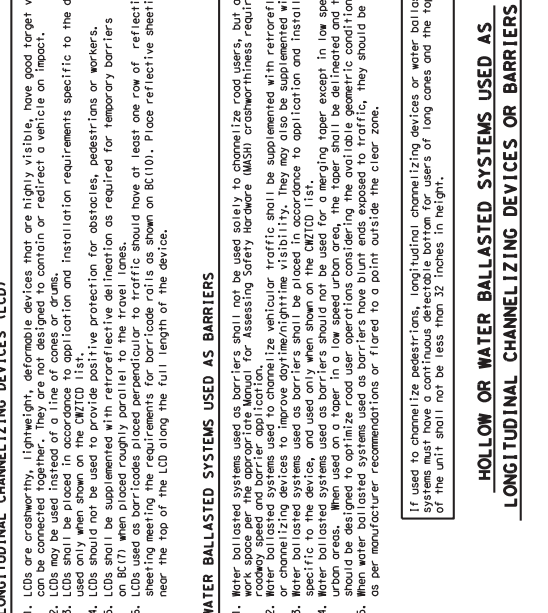 LONGITUDINAL CHANNELIZING DEVICES (LCD)
1. LCDs are crashworthy, lightweight, deformable devices that are highly visible, have good target v
can be connected together. They are not designed to contain or redirect a vehicle on impact.
2. LCDs may be used instead of a line of cones or drums.
3. LCDs shall be placed in accordance to application and installation requirements specific to the d
used only when shown on the CWZTCD list.
4. LCDs should not be used to provide positive protection for obstacles, pedestrians or workers.
5. LCDs shall be supplemented with retroreflective delineation as required for temporary barriers
on BC(7) when placed roughly parallel to the travel lanes.
6. LCDs used as barricades placed perpendicular to traffic should have at least one row of reflecti
sheeting meeting the requirements for barricade rails as shown on BC(10). Place reflective sheeti
near the top of the LCD along the full length of the device.
WATER BALLASTED SYSTEMS USED AS BARRIERS
1. Water ballasted systems used as barriers shall not be used solely to channelize road users, but a
work space per the appropriate Manual for Assessing Safety Hardware (MASH) crashworthiness requir
roadway speed and barrier application.
2. Water ballasted systems used to channelize vehicular traffic shall be supplemented with retrorefl
or channelizing devices to improve daytime/nighttime visibility. They may also be supplemented wi
3. Water ballasted systems used as barriers shall be placed in accordance to application and install
specific to the device, and used only when shown on the CWZTCD list.
4. Water ballasted systems used as barriers should not be used for a merging taper except in low spe
urban areas. When used on a taper in a low speed urban area, the taper shall be delineated and t
should be designed to optimize road user operations considering the available geometric condition
5. When water ballasted systems used as barriers have blunt ends exposed to traffic, they should be
as per manufacturer recommendations or flared to a point outside the clear zone.
If used to channelize pedestrians, longitudinal channelizing devices or water ballas
systems must have a continuous detectable bottom for users of long canes and the top
of the unit shall not be less than 32 inches in height.
HOLLOW OR WATER BALLASTED SYSTEMS USED AS
LONGITUDINAL CHANNELIZING DEVICES OR BARRIERS